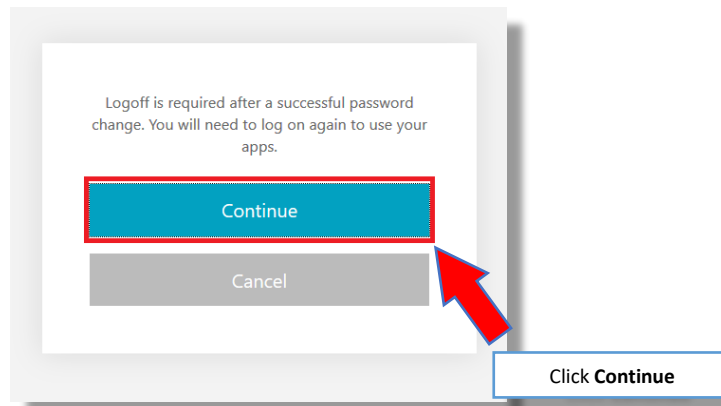 Logoff is required after a successful password
change. You will need to log on again to use your
apps.
Continue
Cancel
Click Continue